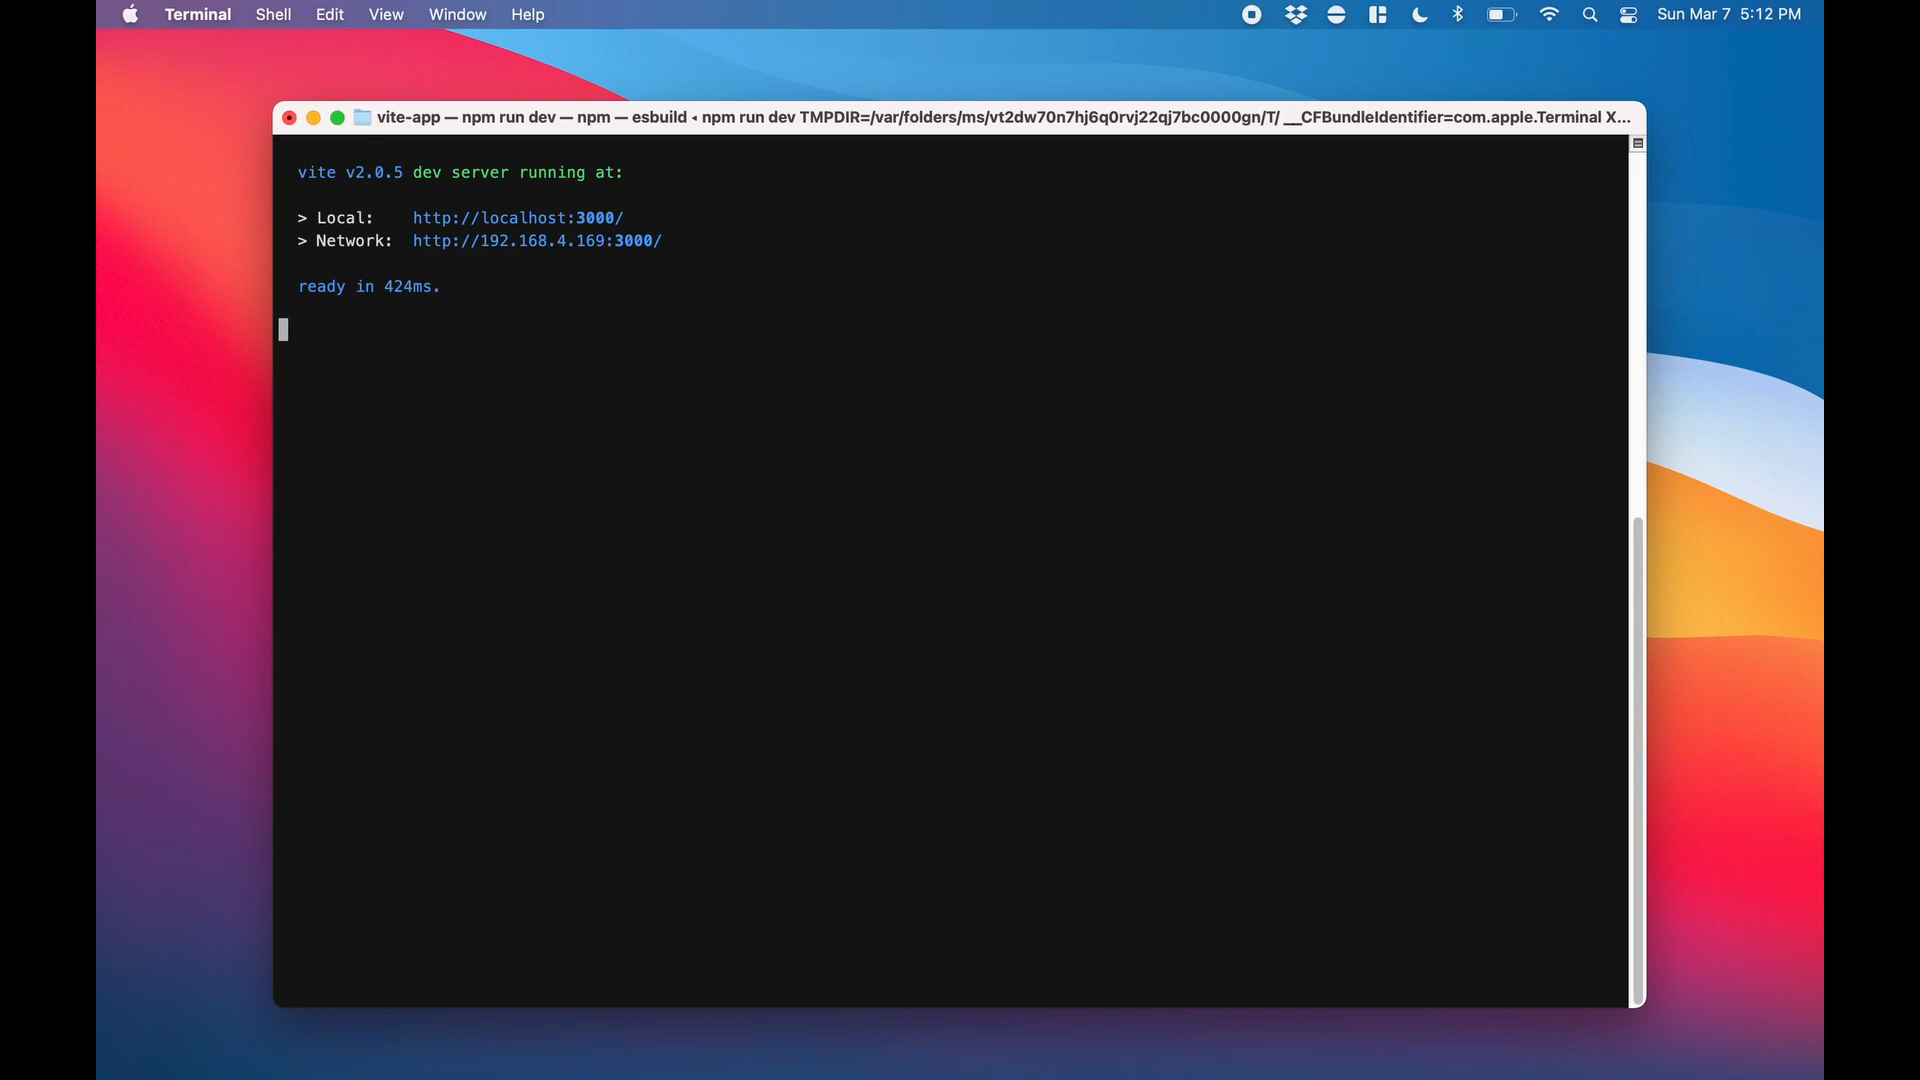 Terminal Shell Edit View Window Help Sun Mar 7 5:12 PM
vite-app — npm run dev — npm — esbuild ◂ npm run dev TMPDIR=/var/folders/ms/vt2dw70n7hj6q0rvj22qj7bc0000gn/T/ __CFBundleIdentifier=com.apple.Terminal X...
vite v2.0.5 dev server running at:
> Local: http://localhost:3000/
> Network: http://192.168.4.169:3000/
ready in 424ms.